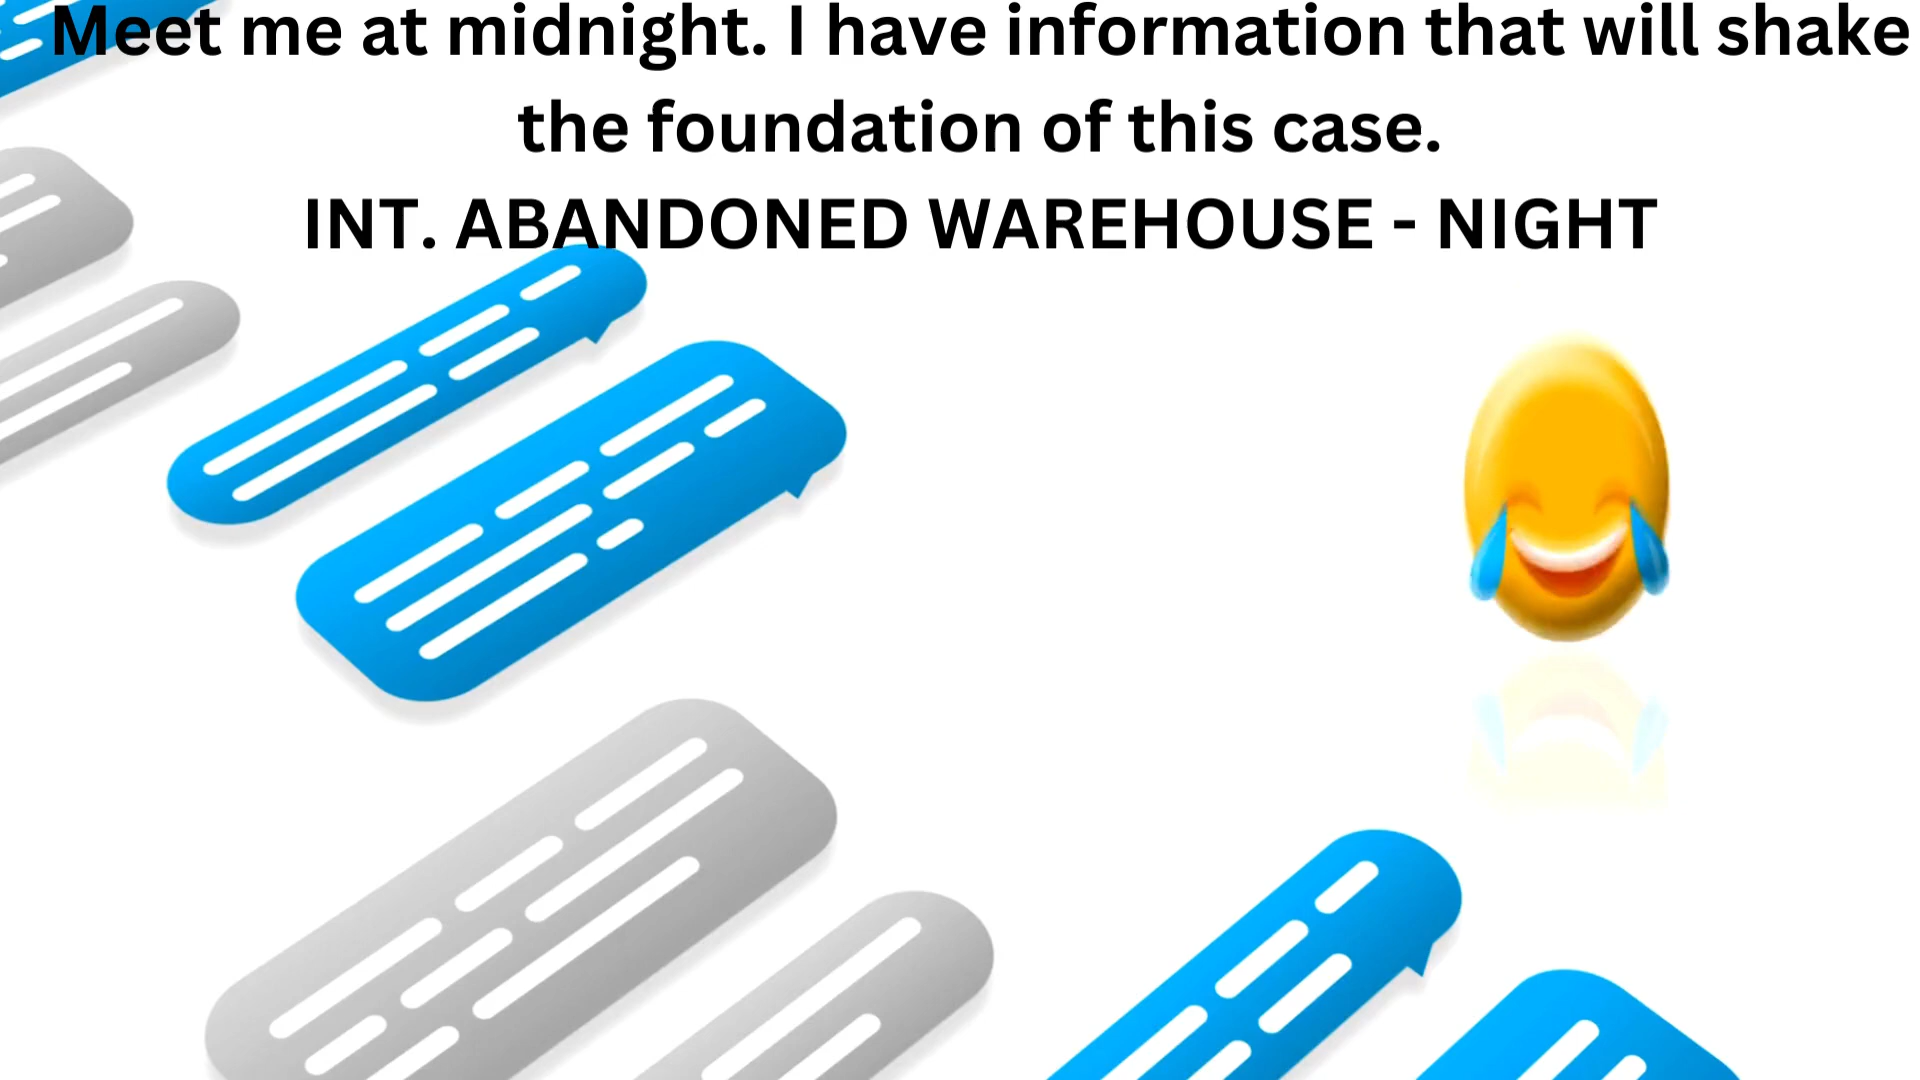 Meet me at midnight. I have information that will shake
the foundation of this case.
INT. ABANDONED WAREHOUSE - NIGHT